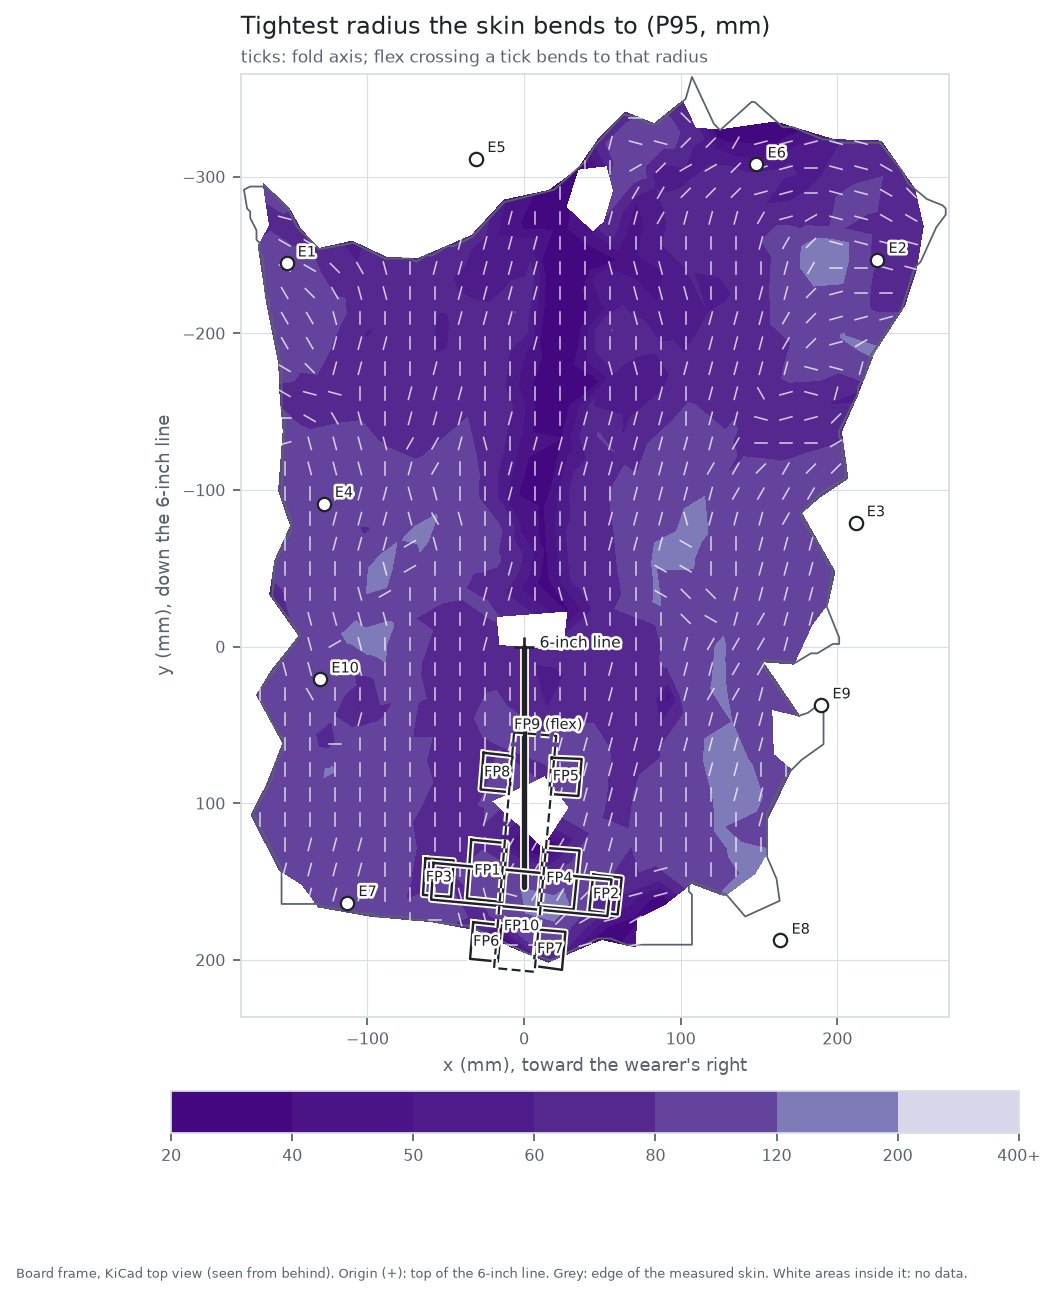 Tightest radius the skin bends to (P95, mm)
ticks: fold axis; flex crossing a tick bends to that radius
E5
E6
E1
E2
E4
E3
E10
E9
E7
E8
6-inch line
FP9 (flex)
FP8
FP5
FP1
FP3
FP4
FP2
FP10
FP6
FP7
−300
−200
−100
0
100
200
y (mm), down the 6-inch line
−100
0
100
200
x (mm), toward the wearer's right
20
40
50
60
80
120
200
400+
Board frame, KiCad top view (seen from behind). Origin (+): top of the 6-inch line. Grey: edge of the measured skin. White areas inside it: no data.